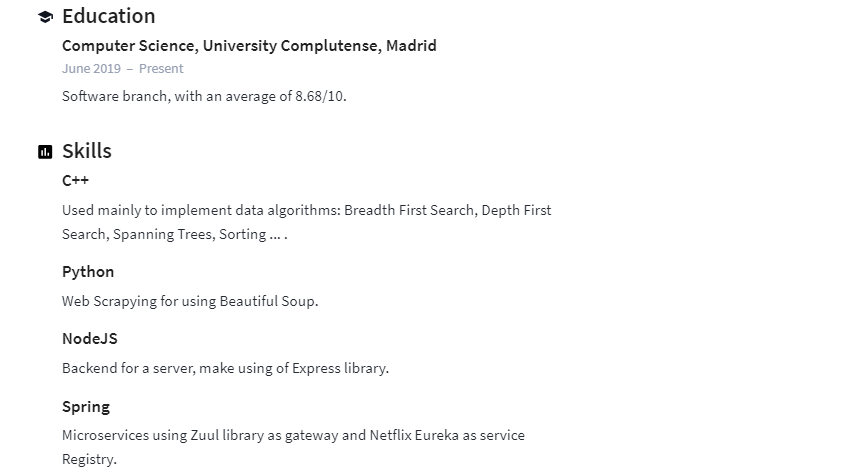 Education
Computer Science, University Complutense, Madrid
June 2019 – Present
Software branch, with an average of 8.68/10.
Skills
C++
Used mainly to implement data algorithms: Breadth First Search, Depth First
Search, Spanning Trees, Sorting ... .
Python
Web Scrapying for using Beautiful Soup.
NodeJS
Backend for a server, make using of Express library.
Spring
Microservices using Zuul library as gateway and Netflix Eureka as service
Registry.